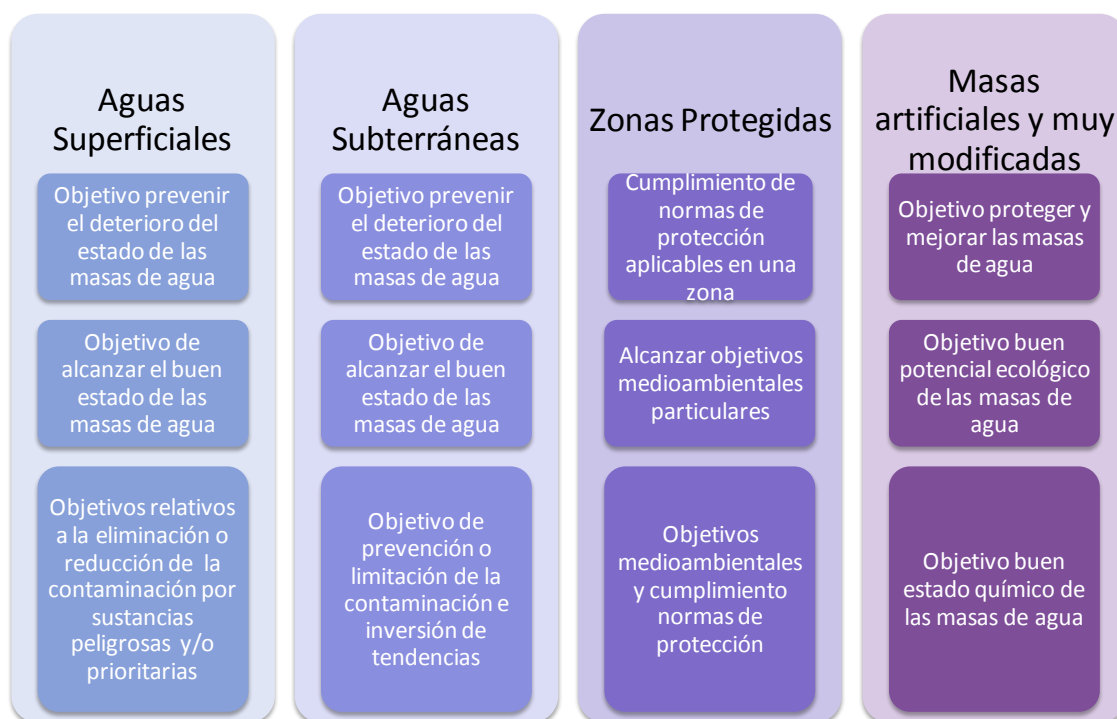 Aguas
Superficiales
Objetivo prevenir
el deterioro del
estado de las
masas de agua
Objetivo de
alcanzar el buen
estado de las
masas de agua
Objetivos relativos
a la eliminación o
reducción de la
contaminación por
sustancias
peligrosas y/o
prioritarias
Aguas
Subterráneas
Objetivo prevenir
el deterioro del
estado de las
masas de agua
Objetivo de
alcanzar el buen
estado de las
masas de agua
Objetivo de
prevención o
limitación de la
contaminación e
inversión de
tendencias
Zonas Protegidas
Cumplimiento de
normas de
protección
aplicables en una
zona
Alcanzar objetivos
medioambientales
particulares
Objetivos
medioambientales
y cumplimiento
normas de
protección
Masas
artificiales y muy
modificadas
Objetivo proteger y
mejorar las masas
de agua
Objetivo buen
potencial ecológico
de las masas de
agua
Objetivo buen
estado químico de
las masas de agua